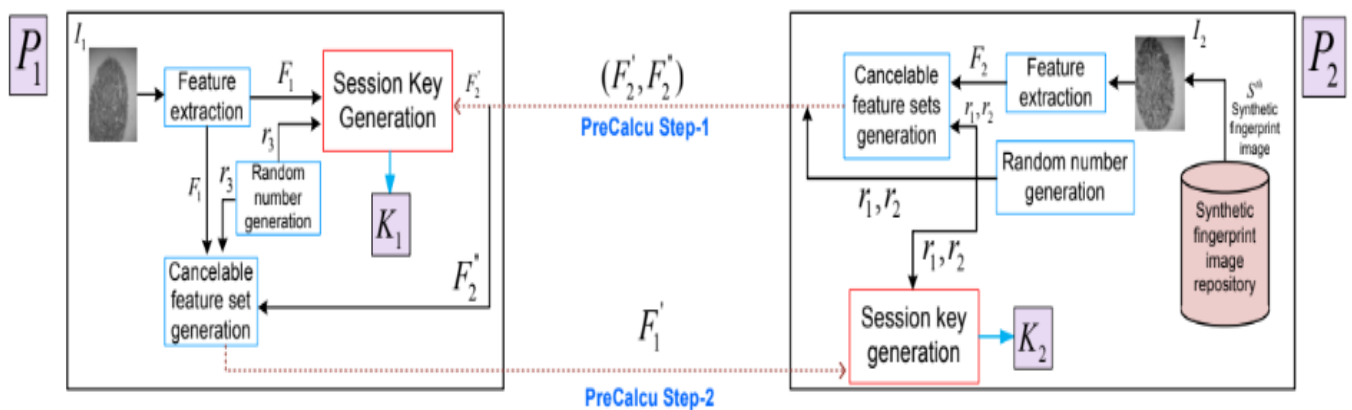 P₁
I₁
Feature
extraction
F₁
Session Key
Generation
F₂'
r₃
F₁
r₃
Random
number
generation
K₁
Cancelable
feature set
generation
F₂"
(F₂', F₂")
PreCalcu Step-1
F₁'
PreCalcu Step-2
P₂
I₂
Cancelable
feature sets
generation
F₂
r₁, r₂
Feature
extraction
Sᵗʰ
Synthetic
fingerprint
image
Random number
generation
r₁, r₂
r₁, r₂
Synthetic
fingerprint
image
repository
Session key
generation
K₂